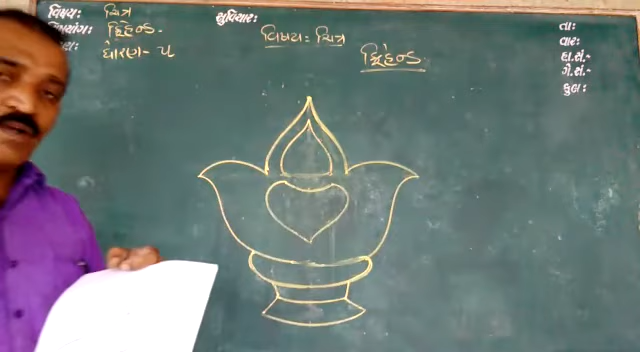 વિષય: ચિત્ર
ફ્રિહેન્ડ-
ધોરણ- ૫
સુવિચાર:
વિષય: ચિત્ર
ફ્રિહેન્ડ
તા:
વાર:
હા.સં.-
ગે.સં.-
કુલ: